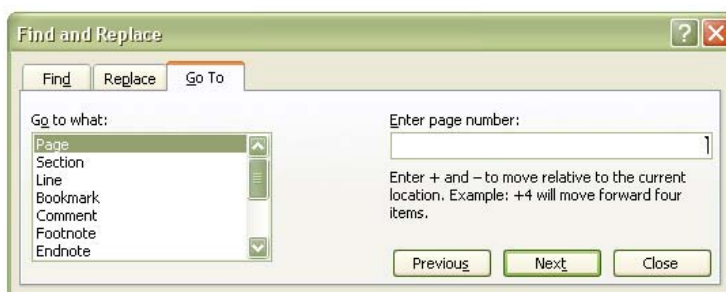 Find and Replace
Find
Replace
Go To
Go to what:
Page
Section
Line
Bookmark
Comment
Footnote
Endnote
Enter page number:
Enter + and – to move relative to the current
location. Example: +4 will move forward four
items.
Previous
Next
Close